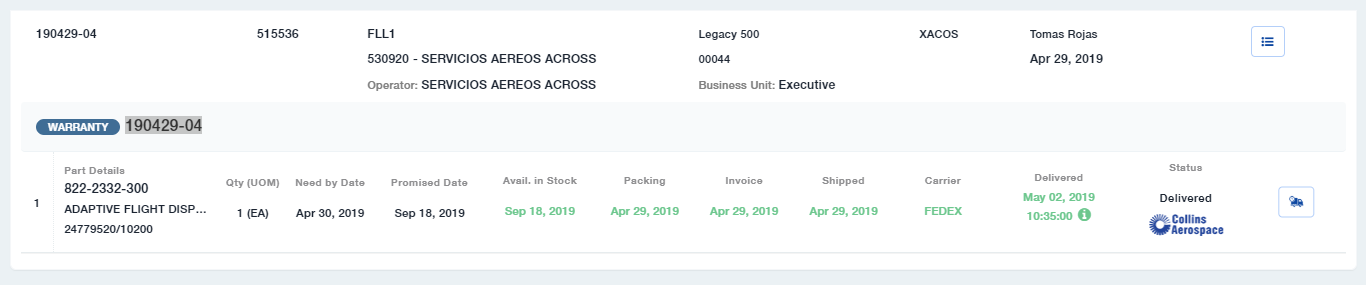 190429-04 515536 FLL1 Legacy 500 XACOS Tomas Rojas
530920 - SERVICIOS AEREOS ACROSS 00044 Apr 29, 2019
Operator: SERVICIOS AEREOS ACROSS Business Unit: Executive
WARRANTY 190429-04
Part Details Qty (UOM) Need by Date Promised Date Avail. in Stock Packing Invoice Shipped Carrier Delivered Status
1 822-2332-300 1 (EA) Apr 30, 2019 Sep 18, 2019 Sep 18, 2019 Apr 29, 2019 Apr 29, 2019 Apr 29, 2019 FEDEX May 02, 2019 Delivered
ADAPTIVE FLIGHT DISP... 10:35:00 Collins
24779520/10200 Aerospace